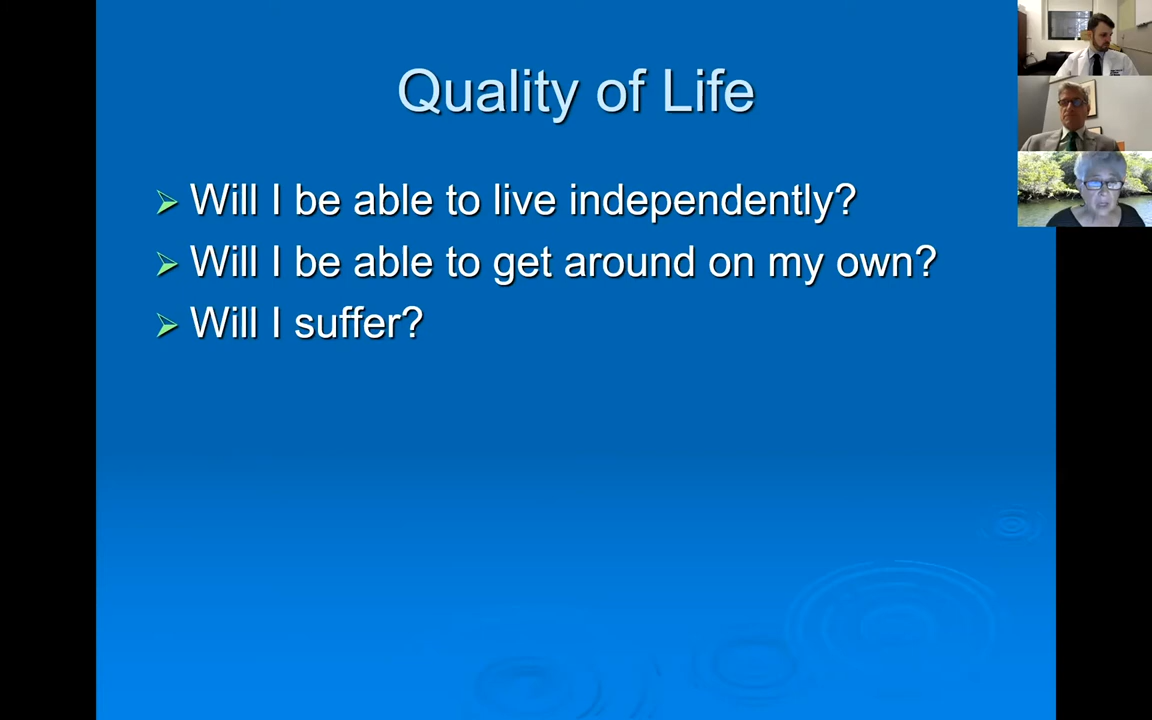 Quality of Life
Will I be able to live independently?
Will I be able to get around on my own?
Will I suffer?